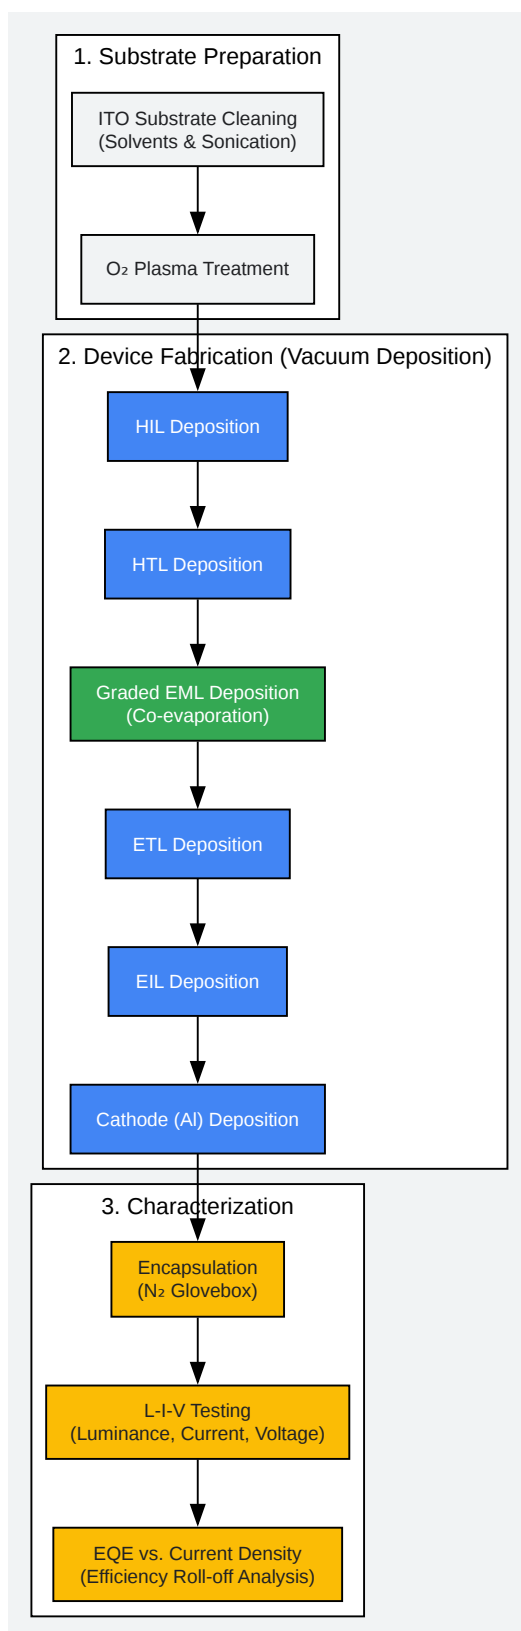 1. Substrate Preparation
ITO Substrate Cleaning
(Solvents & Sonication)
O₂ Plasma Treatment
2. Device Fabrication (Vacuum Deposition)
HIL Deposition
HTL Deposition
Graded EML Deposition
(Co-evaporation)
ETL Deposition
EIL Deposition
Cathode (Al) Deposition
3. Characterization
Encapsulation
(N₂ Glovebox)
L-I-V Testing
(Luminance, Current, Voltage)
EQE vs. Current Density
(Efficiency Roll-off Analysis)